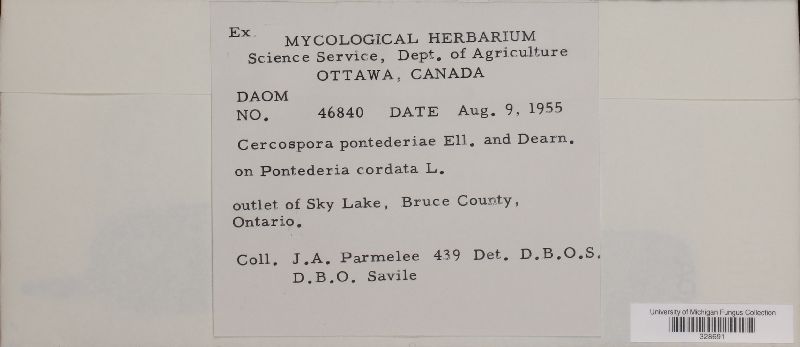 Ex. MYCOLOGICAL HERBARIUM
Science Service, Dept. of Agriculture
OTTAWA, CANADA
DAOM
NO. 46840 DATE Aug. 9, 1955
Cercospora pontederiae Ell. and Dearn.
on Pontederia cordata L.
outlet of Sky Lake, Bruce County,
Ontario.
Coll. J.A. Parmelee 439 Det. D.B.O.S.
D.B.O. Savile
University of Michigan Fungus Collection
328691